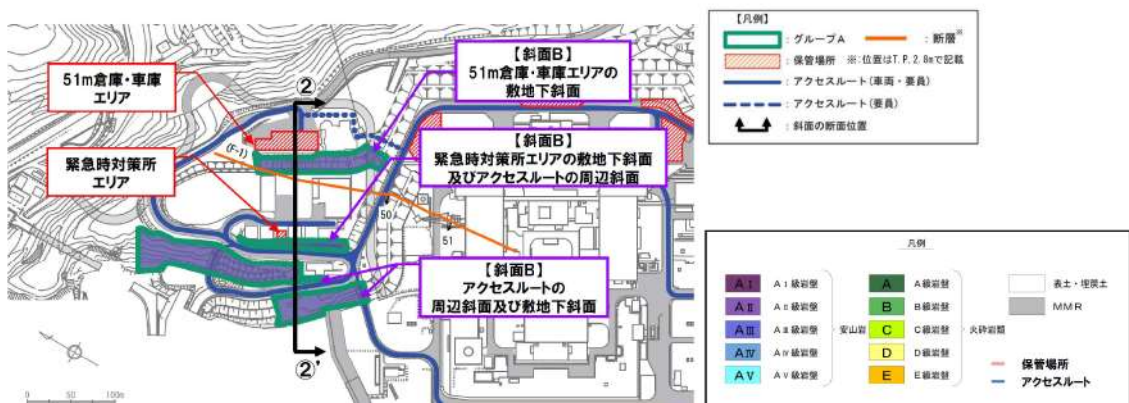 51m倉庫・車庫
エリア
緊急時対策所
エリア
【斜面B】
51m倉庫・車庫エリアの
敷地下斜面
【斜面B】
緊急時対策所エリアの敷地下斜面
及びアクセスルートの周辺斜面
【斜面B】
アクセスルートの
周辺斜面及び敷地下斜面
②
②'
(F-1)
50
51
0 50 100m
【凡例】
:グループA
:断層※
:保管場所 ※:位置はT.P.2.8mで記載
:アクセスルート(車両・要員)
:アクセスルート(要員)
:斜面の断面位置
凡例
AⅠ AⅠ級岩盤
AⅡ AⅡ級岩盤
AⅢ AⅢ級岩盤
AⅣ AⅣ級岩盤
AⅤ AⅤ級岩盤
安山岩
A A級岩盤
B B級岩盤
C C級岩盤
D D級岩盤
E E級岩盤
火砕岩類
表土・埋戻土
MMR
保管場所
アクセスルート